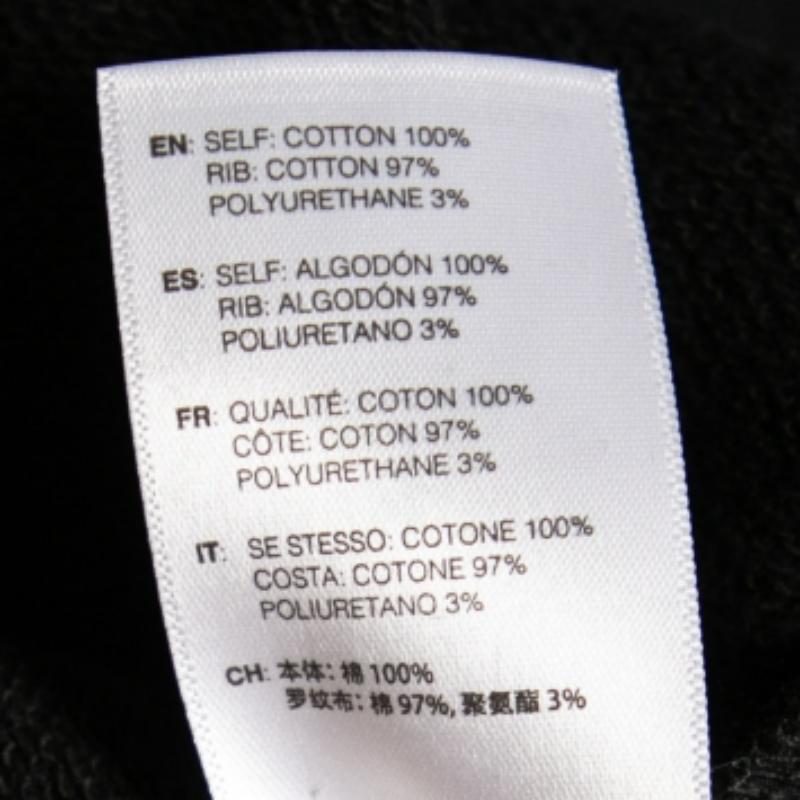 EN: SELF: COTTON 100%
RIB: COTTON 97%
POLYURETHANE 3%
ES: SELF: ALGODÓN 100%
RIB: ALGODÓN 97%
POLIURETANO 3%
FR: QUALITÉ: COTON 100%
CÔTE: COTON 97%
POLYURETHANE 3%
IT: SE STESSO: COTONE 100%
COSTA: COTONE 97%
POLIURETANO 3%
CH: 本体: 棉 100%
罗纹布: 棉 97%, 聚氨酯 3%